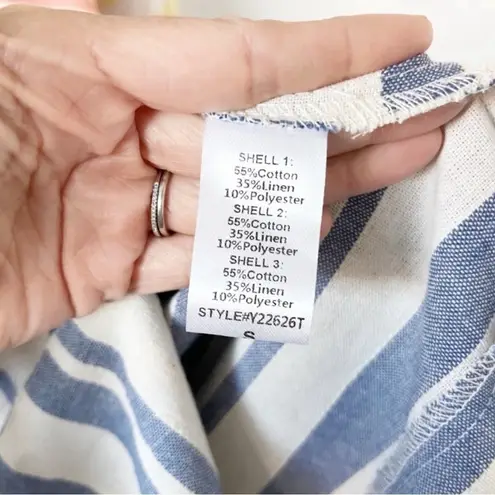 SHELL 1:
55%Cotton
35%Linen
10%Polyester
SHELL 2:
55%Cotton
35%Linen
10%Polyester
SHELL 3:
55%Cotton
35%Linen
10%Polyester
STYLE#Y22626T
S